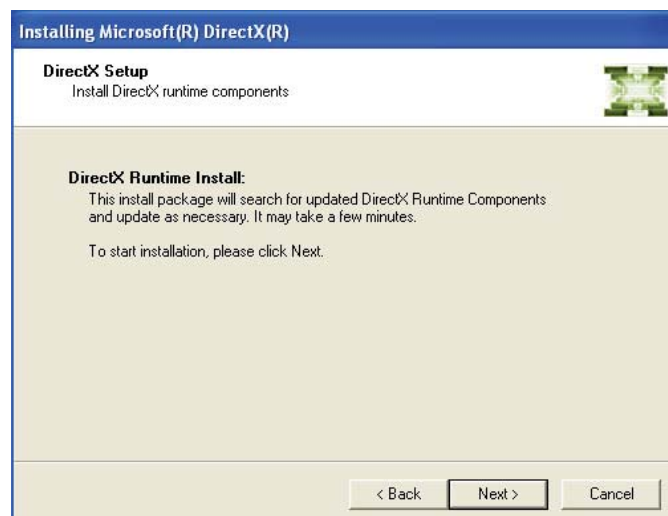 Installing Microsoft(R) DirectX(R)
DirectX Setup
Install DirectX runtime components
DirectX Runtime Install:
This install package will search for updated DirectX Runtime Components
and update as necessary. It may take a few minutes.
To start installation, please click Next.
< Back
Next >
Cancel